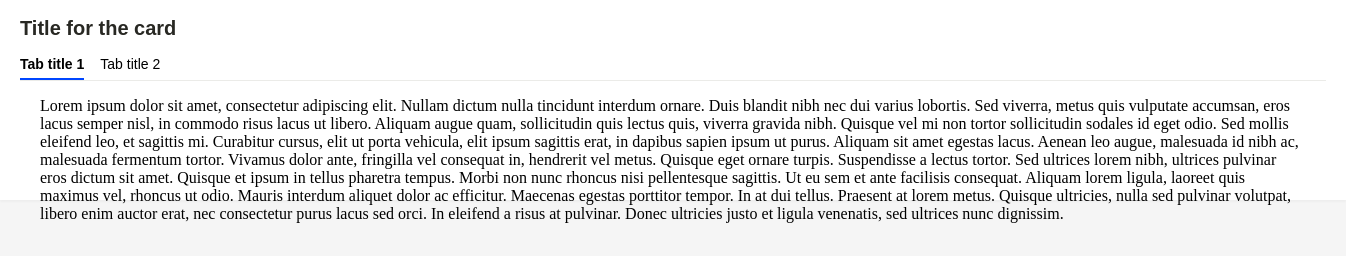 Title for the card
Tab title 1 Tab title 2
Lorem ipsum dolor sit amet, consectetur adipiscing elit. Nullam dictum nulla tincidunt interdum ornare. Duis blandit nibh nec dui varius lobortis. Sed viverra, metus quis vulputate accumsan, eros
lacus semper nisl, in commodo risus lacus ut libero. Aliquam augue quam, sollicitudin quis lectus quis, viverra gravida nibh. Quisque vel mi non tortor sollicitudin sodales id eget odio. Sed mollis
eleifend leo, et sagittis mi. Curabitur cursus, elit ut porta vehicula, elit ipsum sagittis erat, in dapibus sapien ipsum ut purus. Aliquam sit amet egestas lacus. Aenean leo augue, malesuada id nibh ac,
malesuada fermentum tortor. Vivamus dolor ante, fringilla vel consequat in, hendrerit vel metus. Quisque eget ornare turpis. Suspendisse a lectus tortor. Sed ultrices lorem nibh, ultrices pulvinar
eros dictum sit amet. Quisque et ipsum in tellus pharetra tempus. Morbi non nunc rhoncus nisi pellentesque sagittis. Ut eu sem et ante facilisis consequat. Aliquam lorem ligula, laoreet quis
maximus vel, rhoncus ut odio. Mauris interdum aliquet dolor ac efficitur. Maecenas egestas porttitor tempor. In at dui tellus. Praesent at lorem metus. Quisque ultricies, nulla sed pulvinar volutpat,
libero enim auctor erat, nec consectetur purus lacus sed orci. In eleifend a risus at pulvinar. Donec ultricies justo et ligula venenatis, sed ultrices nunc dignissim.